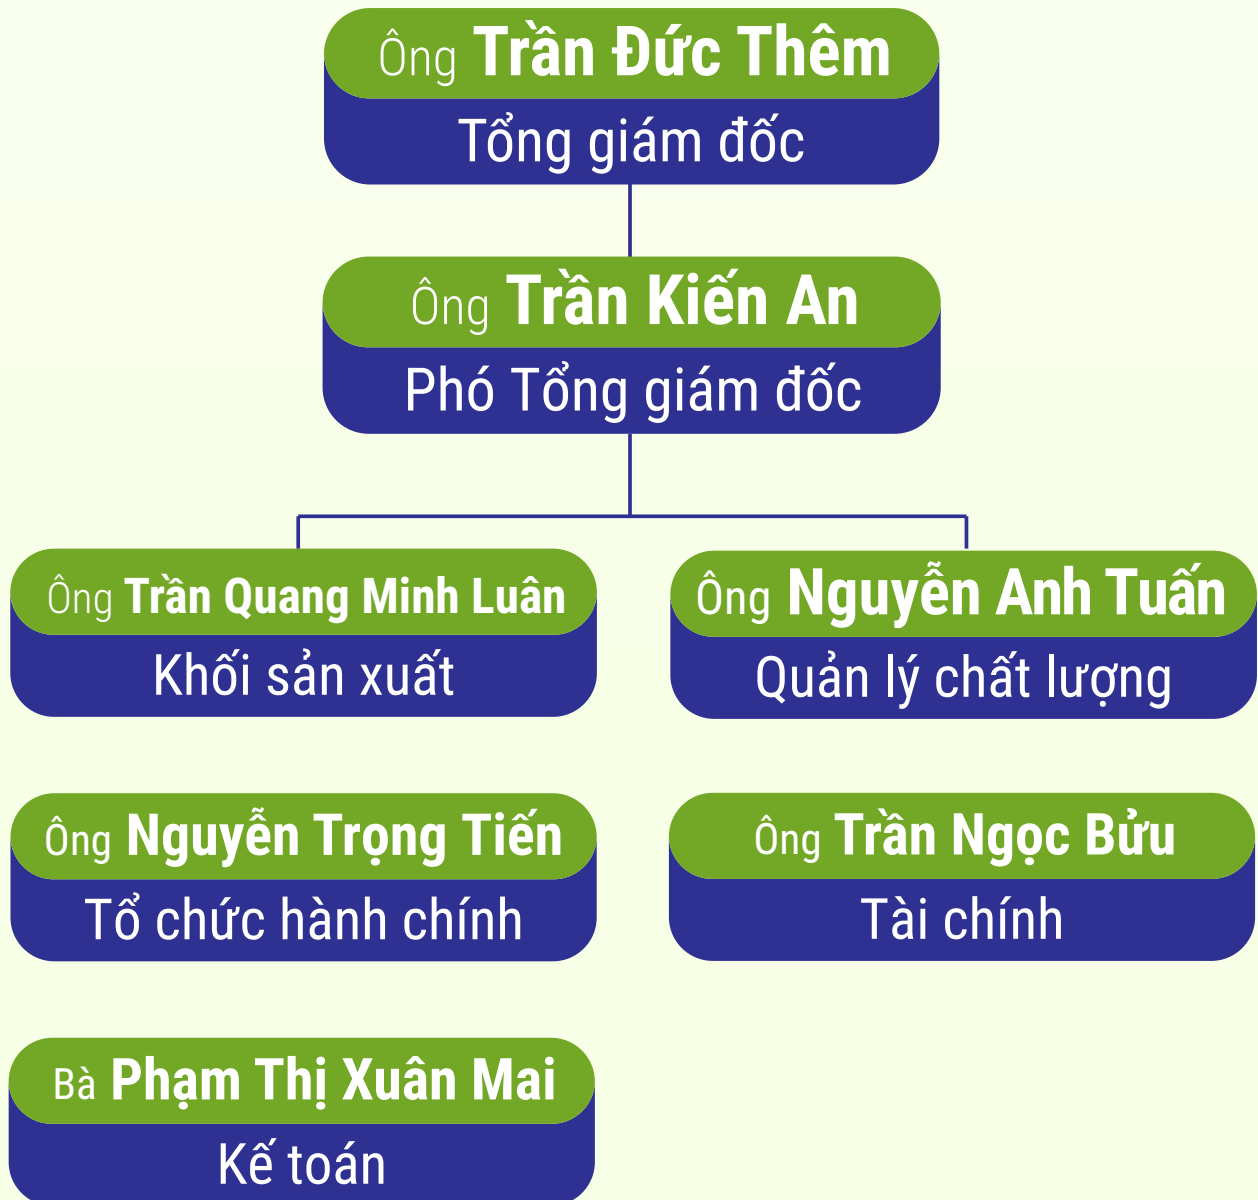 Ông Trần Đức Thêm
Tổng giám đốc
Ông Trần Kiến An
Phó Tổng giám đốc
Ông Trần Quang Minh Luân
Khối sản xuất
Ông Nguyễn Anh Tuấn
Quản lý chất lượng
Ông Nguyễn Trọng Tiến
Tổ chức hành chính
Ông Trần Ngọc Bửu
Tài chính
Bà Phạm Thị Xuân Mai
Kế toán